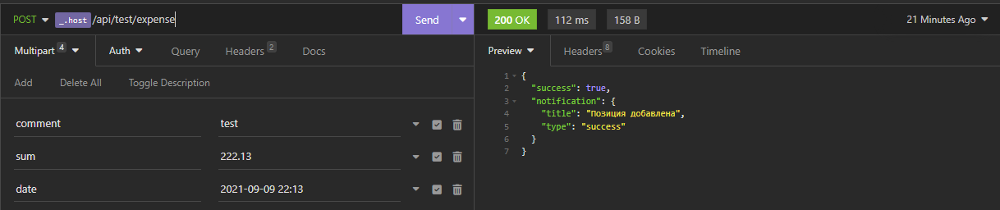 POST _.host /api/test/expense Send
Multipart 4 Auth Query Headers 2 Docs
Add Delete All Toggle Description
comment test
sum 222.13
date 2021-09-09 22:13
200 OK 112 ms 158 B 21 Minutes Ago
Preview Headers 8 Cookies Timeline
1 {
2 "success": true,
3 "notification": {
4 "title": "Позиция добавлена",
5 "type": "success"
6 }
7 }